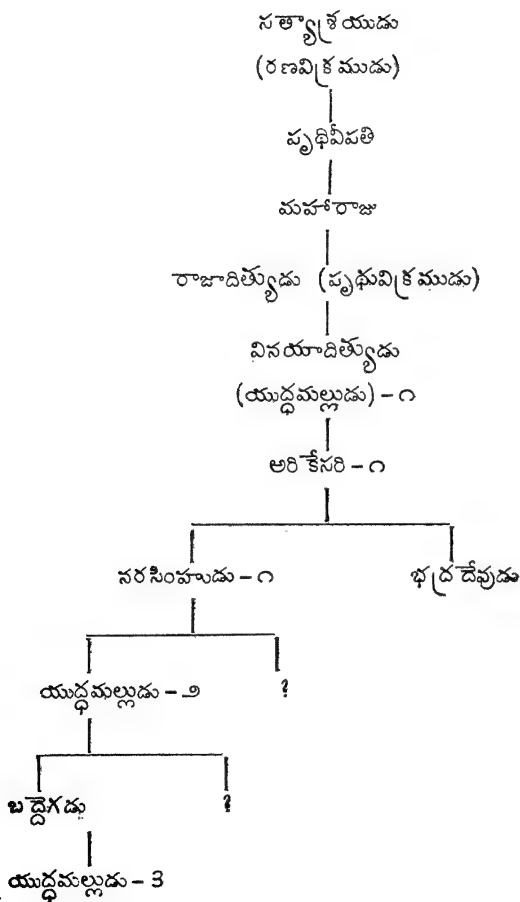 సత్యాశ్రయుడు
(రణవిక్రముడు)
పృథివీపతి
మహారాజు
రాజాదిత్యుడు (పృథువిక్రముడు)
వినయాదిత్యుడు
(యుద్ధమల్లుడు) - ౧
అరికేసరి - ౧
నరసింహుడు - ౧ భద్రదేవుడు
యుద్ధమల్లుడు - ౨ ?
బద్దెగడు ?
యుద్ధమల్లుడు - 3